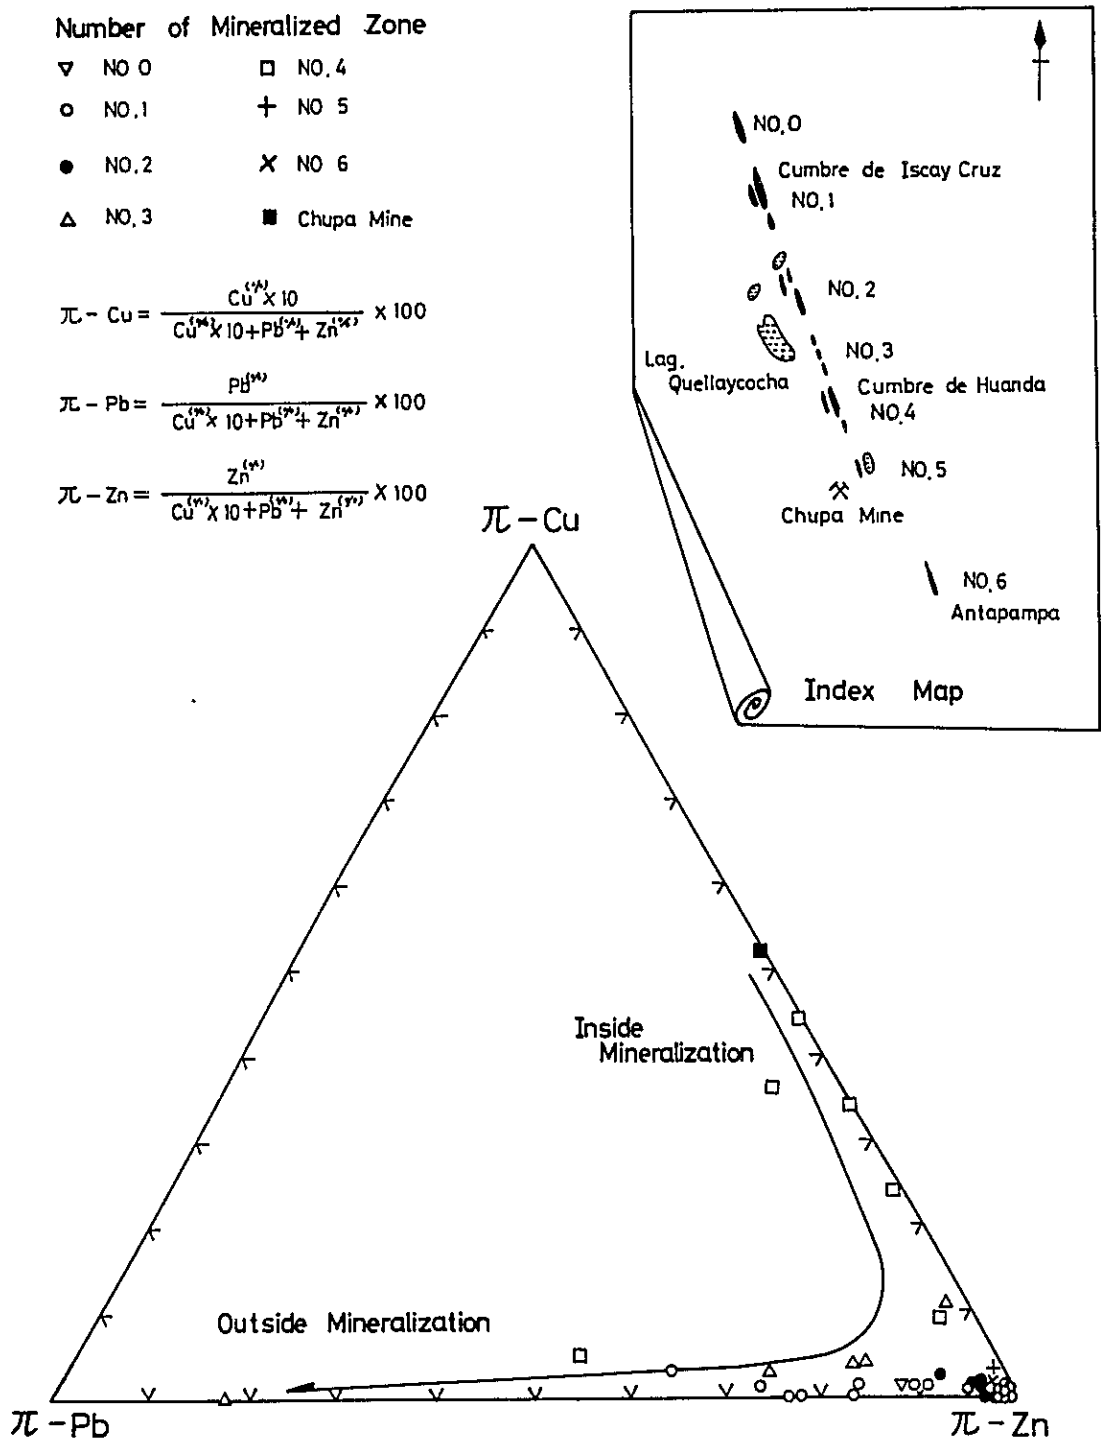 Number of Mineralized Zone
▽ NO 0
□ NO. 4
○ NO. 1
+ NO 5
● NO. 2
× NO 6
△ NO. 3
■ Chupa Mine
π - Cu = Cu(%) × 10 / Cu(%) × 10 + Pb(%) + Zn(%) × 100
π - Pb = Pb(%) / Cu(%) × 10 + Pb(%) + Zn(%) × 100
π - Zn = Zn(%) / Cu(%) × 10 + Pb(%) + Zn(%) × 100
NO. 0
Cumbre de Iscay Cruz
NO. 1
NO. 2
NO. 3
Lag.
Quellaycocha
Cumbre de Huanda
NO. 4
NO. 5
Chupa Mine
NO. 6
Antapampa
Index Map
π - Cu
Inside
Mineralization
Outside Mineralization
π - Pb
π - Zn